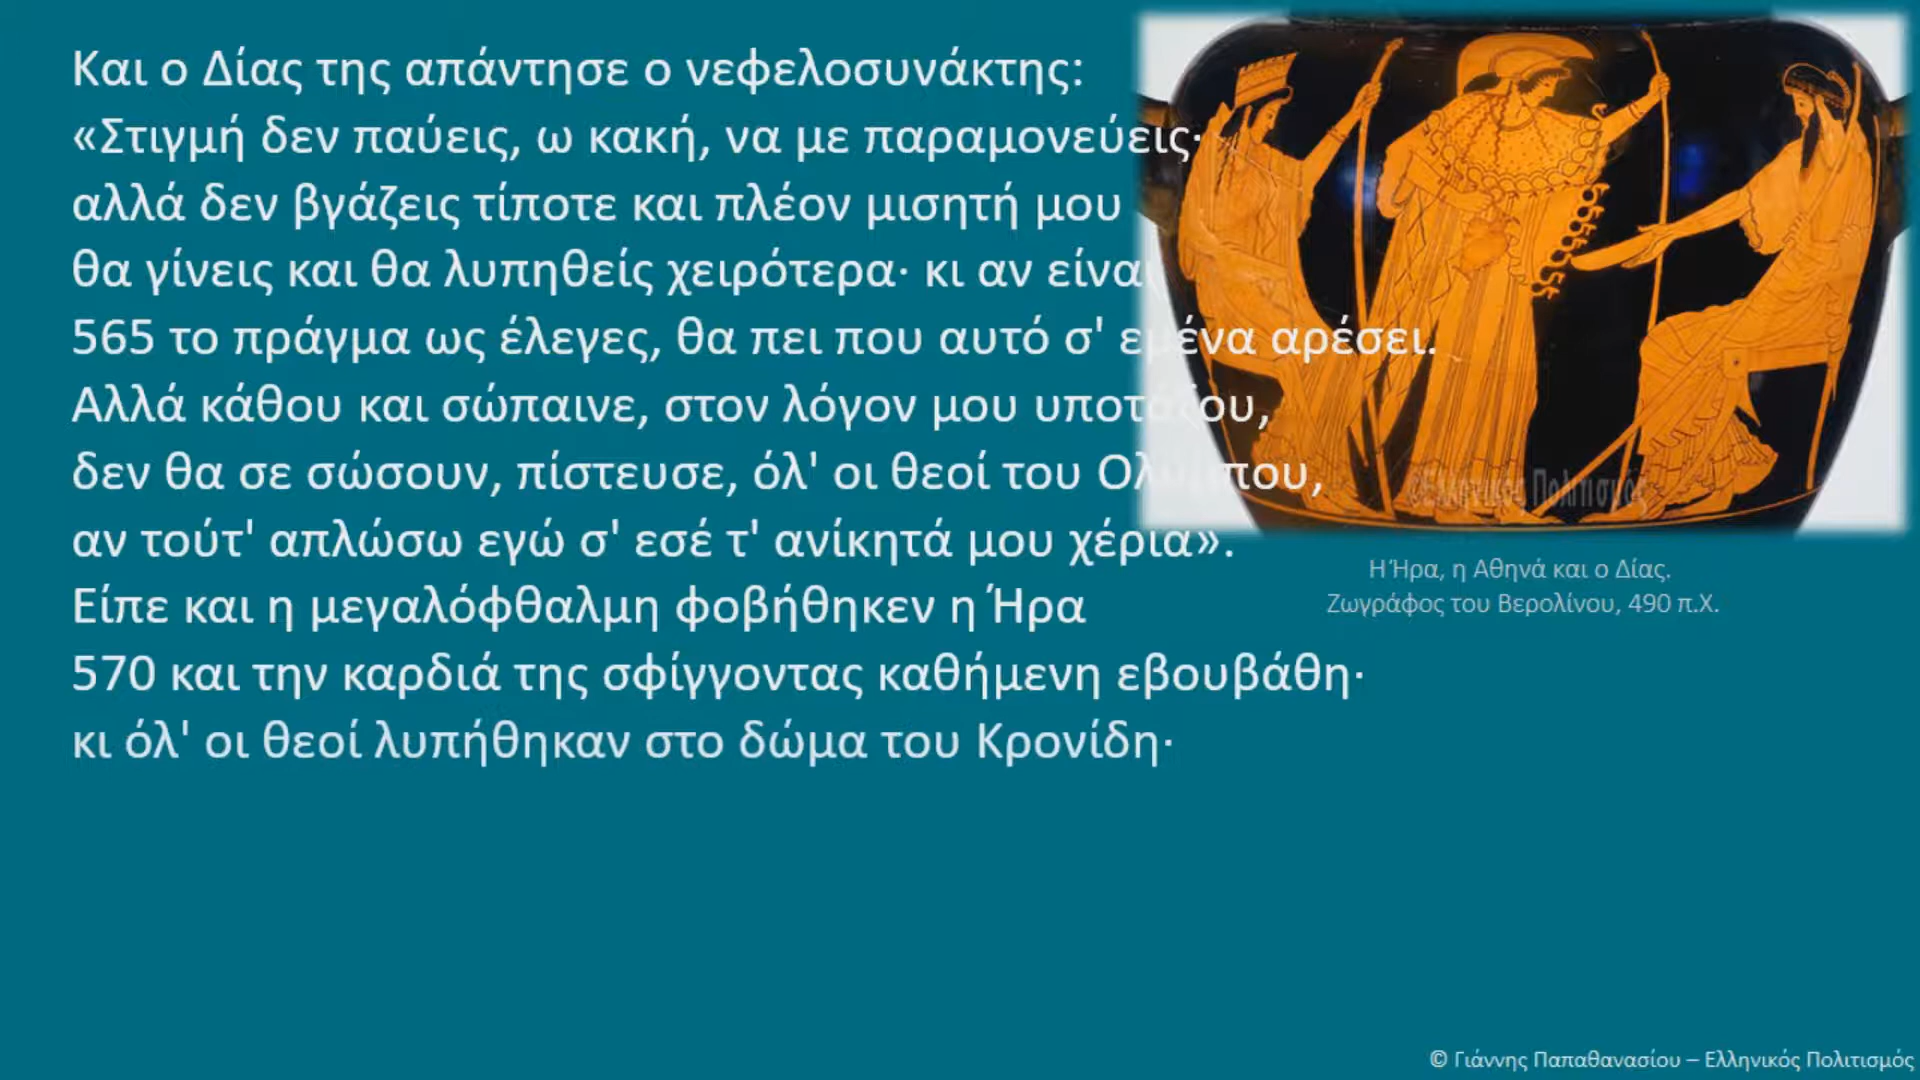 Και ο Δίας της απάντησε ο νεφελοσυνάκτης:
«Στιγμή δεν παύεις, ω κακή, να με παραμονεύεις·
αλλά δεν βγάζεις τίποτε και πλέον μισητή μου
θα γίνεις και θα λυπηθείς χειρότερα· κι αν είναι
565 το πράγμα ως έλεγες, θα πει που αυτό σ' εμένα αρέσει.
Αλλά κάθου και σώπαινε, στον λόγον μου υποτάζου,
δεν θα σε σώσουν, πίστευσε, όλ' οι θεοί του Ολύμπου,
αν τούτ' απλώσω εγώ σ' εσέ τ' ανίκητά μου χέρια».
Είπε και η μεγαλόφθαλμη φοβήθηκεν η Ήρα
570 και την καρδιά της σφίγγοντας καθήμενη εβουβάθη·
κι όλ' οι θεοί λυπήθηκαν στο δώμα του Κρονίδη·
Η Ήρα, η Αθηνά και ο Δίας.
Ζωγράφος του Βερολίνου, 490 π.Χ.
©Ελληνικός Πολιτισμός
© Γιάννης Παπαθανασίου – Ελληνικός Πολιτισμός